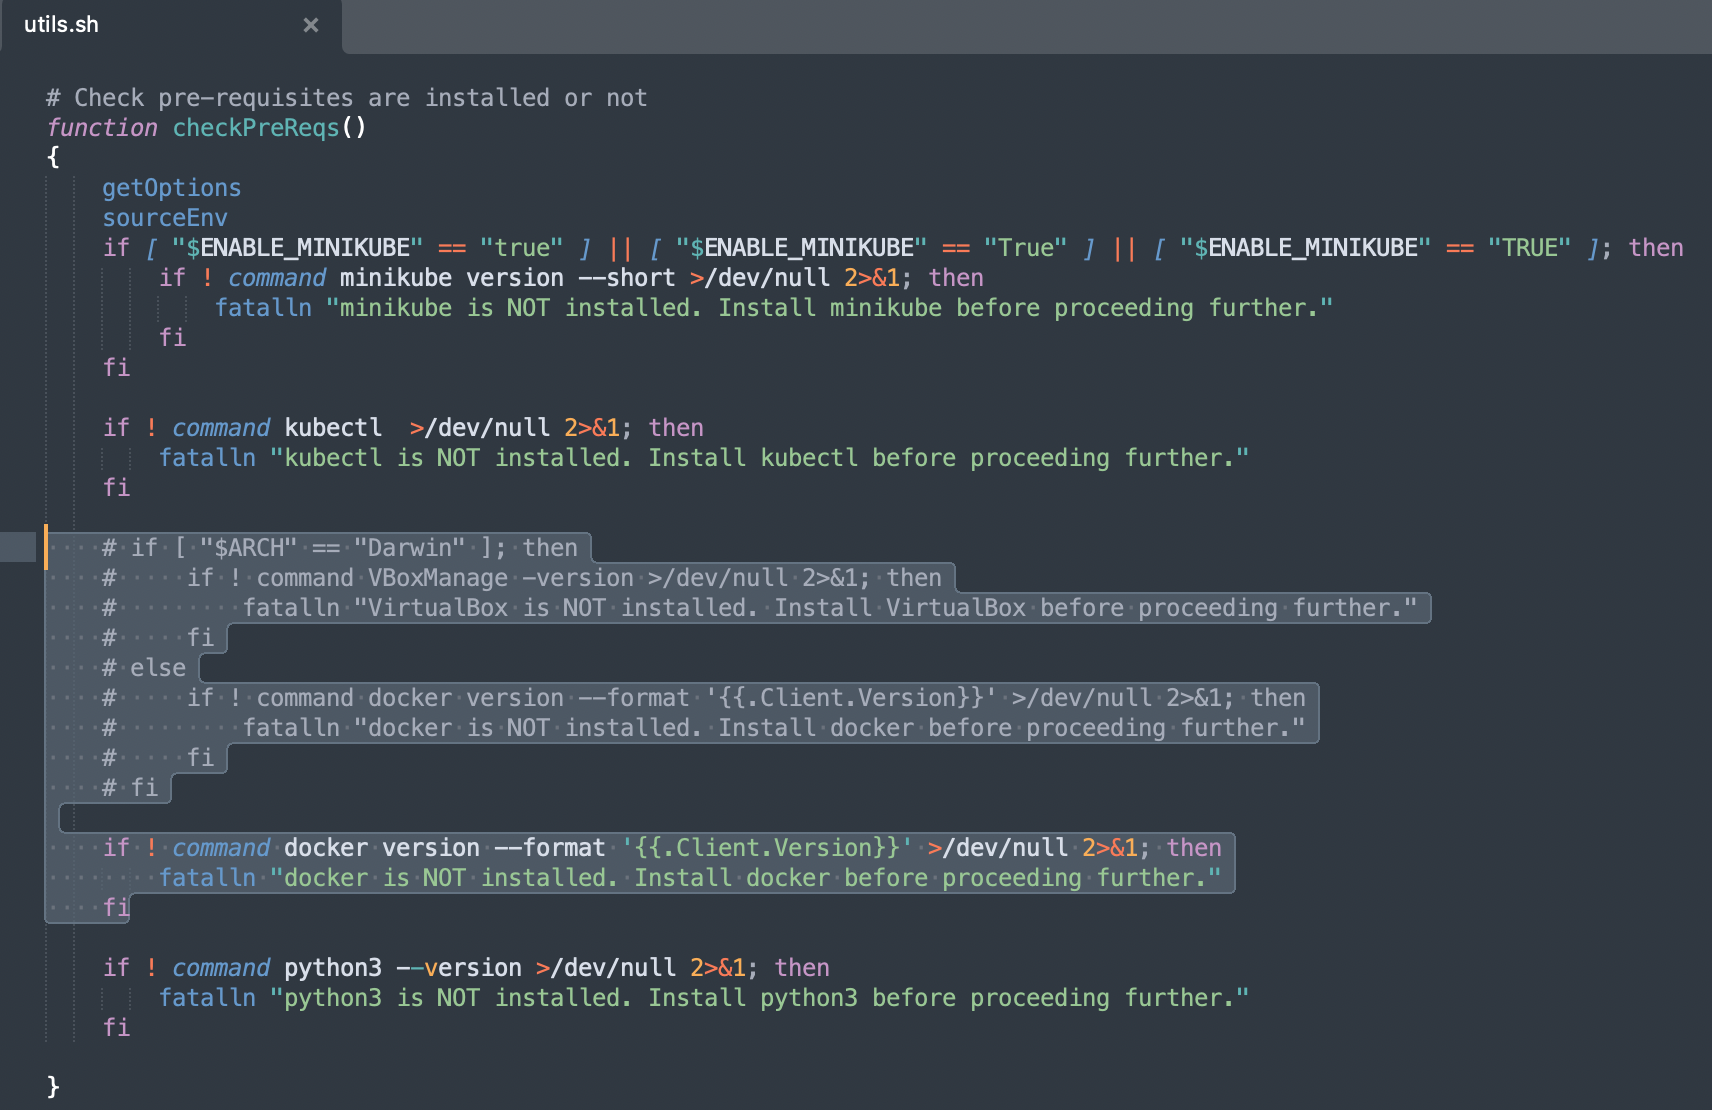 utils.sh ×
# Check pre-requisites are installed or not
function checkPreReqs()
{
    getOptions
    sourceEnv
    if [ "$ENABLE_MINIKUBE" == "true" ] || [ "$ENABLE_MINIKUBE" == "True" ] || [ "$ENABLE_MINIKUBE" == "TRUE" ]; then
        if ! command minikube version --short >/dev/null 2>&1; then
            fatalln "minikube is NOT installed. Install minikube before proceeding further."
        fi
    fi

    if ! command kubectl  >/dev/null 2>&1; then
        fatalln "kubectl is NOT installed. Install kubectl before proceeding further."
    fi

    # if [ "$ARCH" == "Darwin" ]; then
    #     if ! command VBoxManage -version >/dev/null 2>&1; then
    #         fatalln "VirtualBox is NOT installed. Install VirtualBox before proceeding further."
    #     fi
    # else
    #     if ! command docker version --format '{{.Client.Version}}' >/dev/null 2>&1; then
    #         fatalln "docker is NOT installed. Install docker before proceeding further."
    #     fi
    # fi

    if ! command docker version --format '{{.Client.Version}}' >/dev/null 2>&1; then
        fatalln "docker is NOT installed. Install docker before proceeding further."
    fi

    if ! command python3 --version >/dev/null 2>&1; then
        fatalln "python3 is NOT installed. Install python3 before proceeding further."
    fi

}